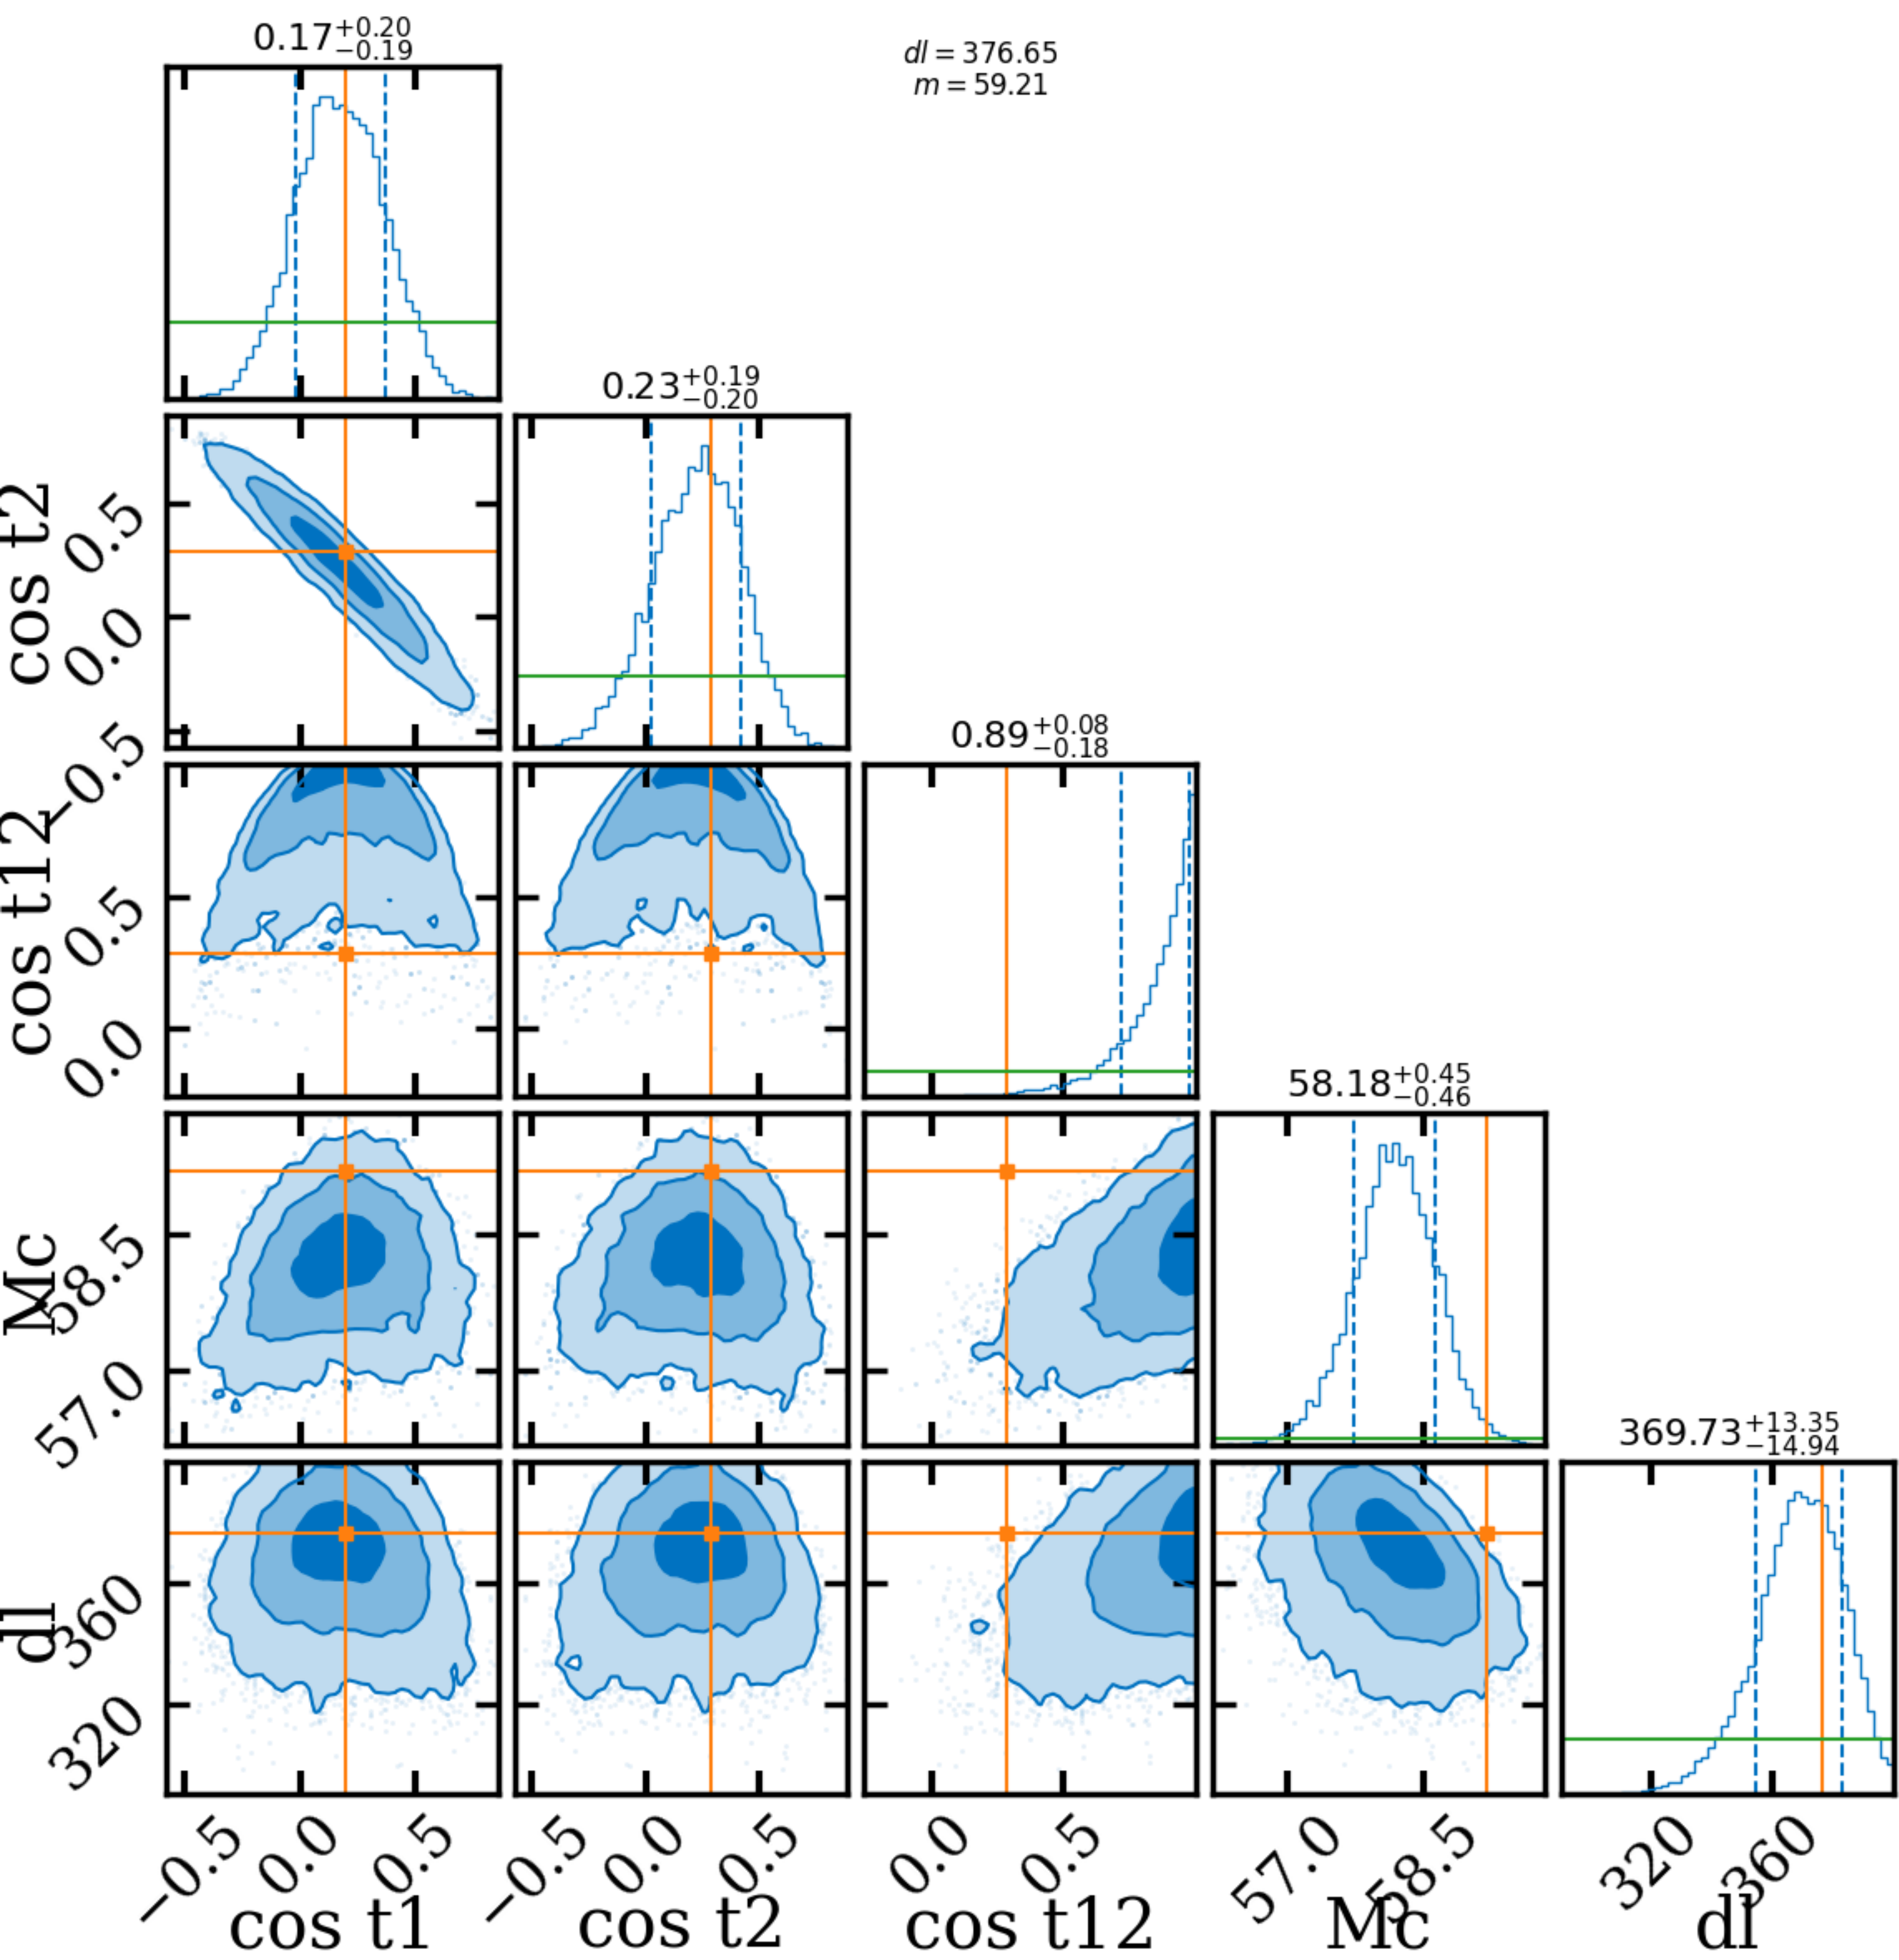 0.17+0.20−0.19
dl = 376.65
m = 59.21
0.23+0.19−0.20
cos t2
0.5
0.0
−0.5
0.89+0.08−0.18
cos t12
0.5
0.0
58.18+0.45−0.46
Mc
58.5
57.0
369.73+13.35−14.94
dl
360
320
−0.5 0.0 0.5 −0.5 0.0 0.5 0.0 0.5 57.0 58.5 320 360
cos t1 cos t2 cos t12 Mc dl